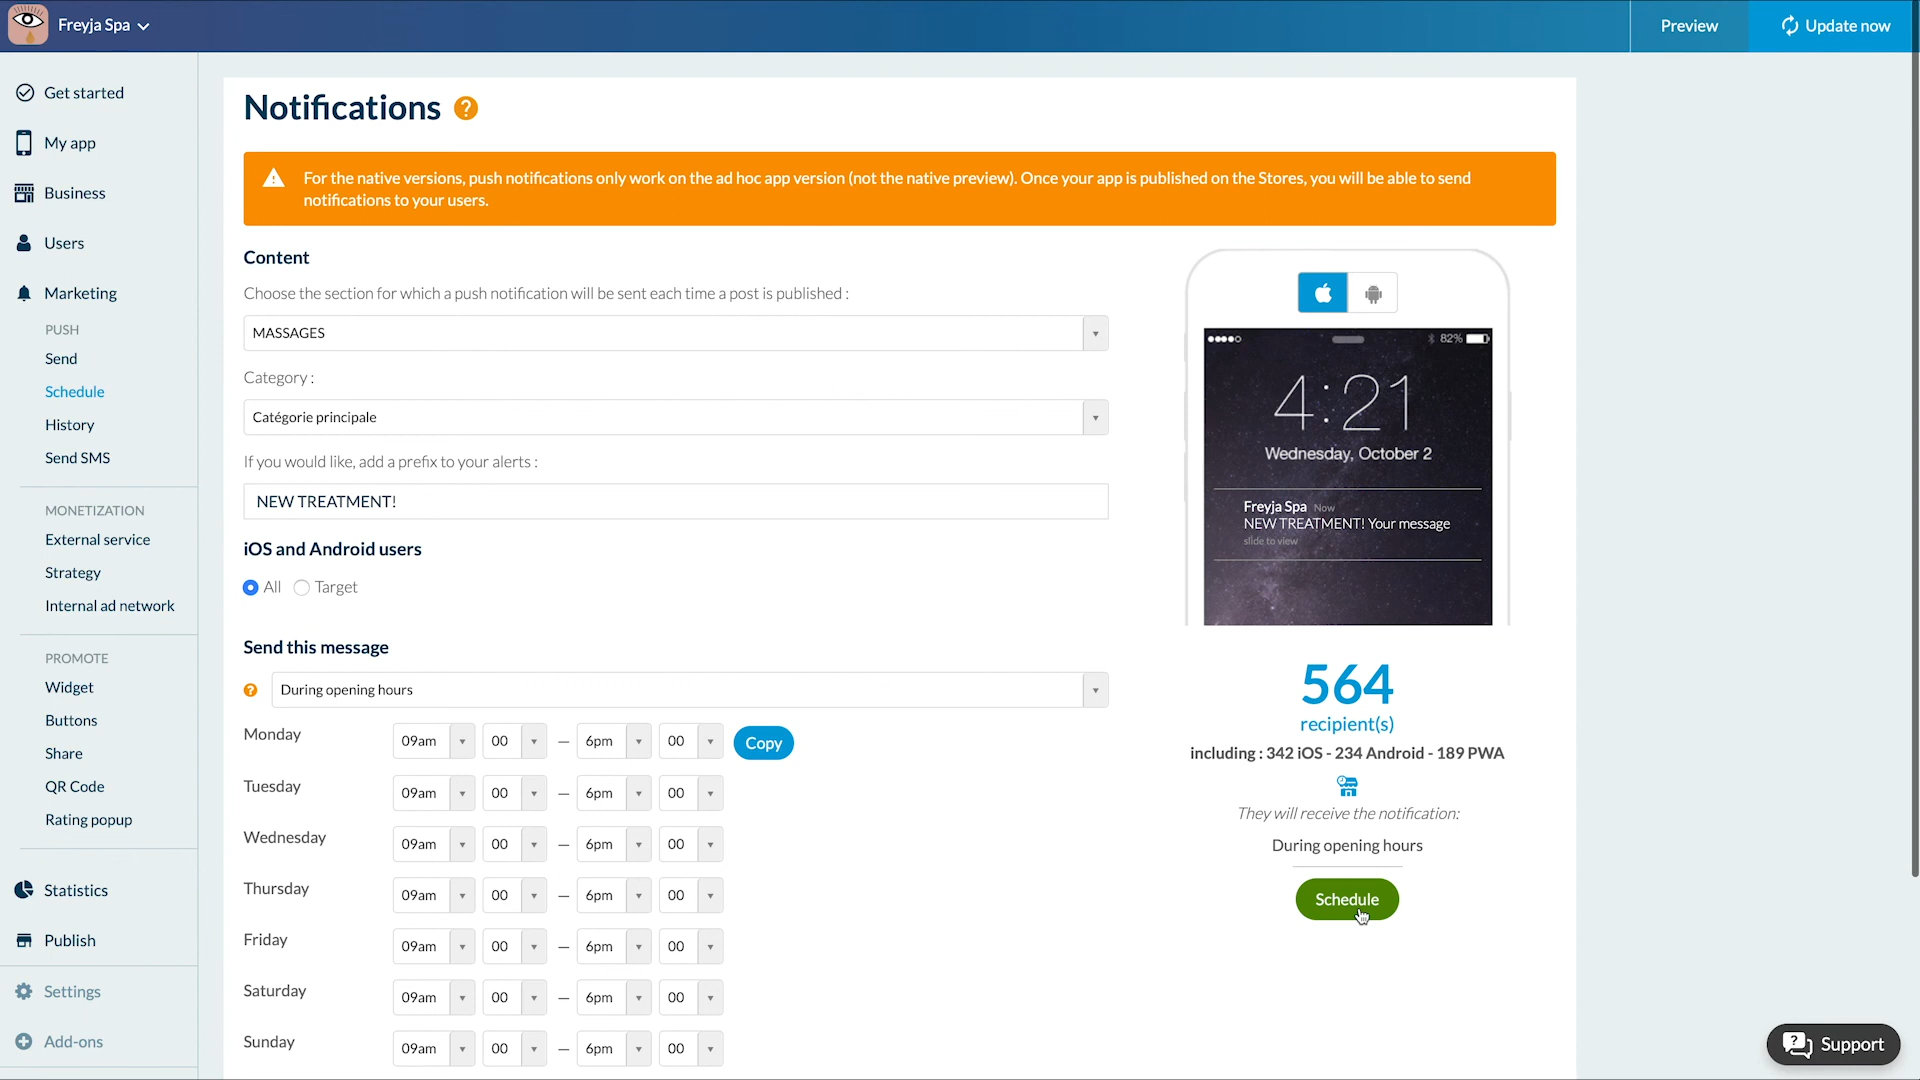 Freyja Spa
Preview
Update now
Get started
My app
Business
Users
Marketing
PUSH
Send
Schedule
History
Send SMS
MONETIZATION
External service
Strategy
Internal ad network
PROMOTE
Widget
Buttons
Share
QR Code
Rating popup
Statistics
Publish
Settings
Add-ons
Notifications ?
For the native versions, push notifications only work on the ad hoc app version (not the native preview). Once your app is published on the Stores, you will be able to send
notifications to your users.
Content
Choose the section for which a push notification will be sent each time a post is published :
MASSAGES
Category :
Catégorie principale
If you would like, add a prefix to your alerts :
NEW TREATMENT!
iOS and Android users
All Target
Send this message
? During opening hours
Monday 09am 00 — 6pm 00 Copy
Tuesday 09am 00 — 6pm 00
Wednesday 09am 00 — 6pm 00
Thursday 09am 00 — 6pm 00
Friday 09am 00 — 6pm 00
Saturday 09am 00 — 6pm 00
Sunday 09am 00 — 6pm 00
82%
4:21
Wednesday, October 2
Freyja Spa Now
NEW TREATMENT! Your message
slide to view
564
recipient(s)
including : 342 iOS - 234 Android - 189 PWA
They will receive the notification:
During opening hours
Schedule
? Support